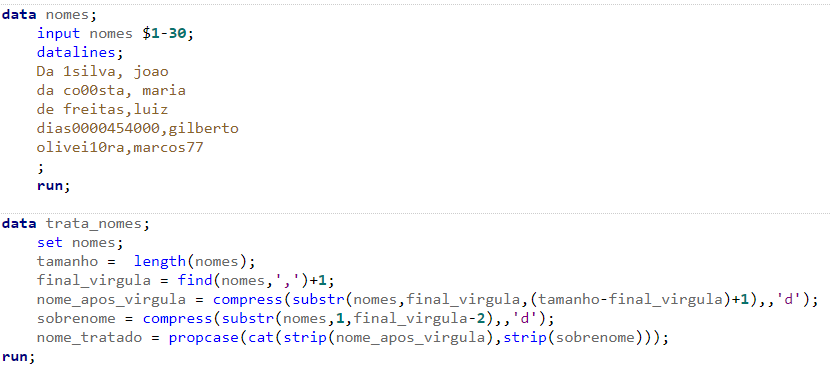 data nomes;
input nomes $1-30;
datalines;
Da 1silva, joao
da co00sta, maria
de freitas,luiz
dias0000454000,gilberto
olivei10ra,marcos77
;
run;
data trata_nomes;
set nomes;
tamanho =  length(nomes);
final_virgula = find(nomes,',')+1;
nome_apos_virgula = compress(substr(nomes,final_virgula,(tamanho-final_virgula)+1),,'d');
sobrenome = compress(substr(nomes,1,final_virgula-2),,'d');
nome_tratado = propcase(cat(strip(nome_apos_virgula),strip(sobrenome)));
run;